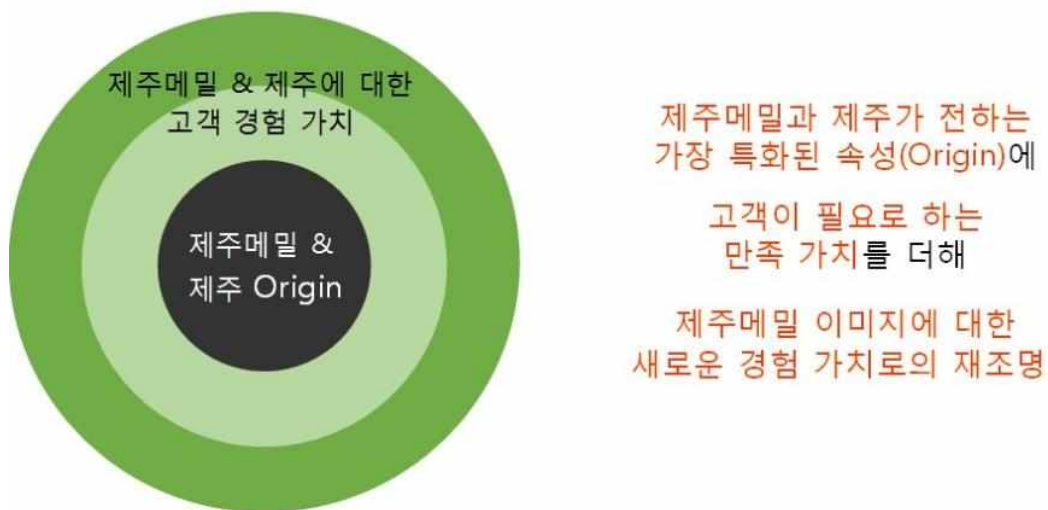 제주메밀 & 제주에 대한
고객 경험 가치
제주메밀 &
제주 Origin
제주메밀과 제주가 전하는
가장 특화된 속성(Origin)에
고객이 필요로 하는
만족 가치를 더해
제주메밀 이미지에 대한
새로운 경험 가치로의 재조명